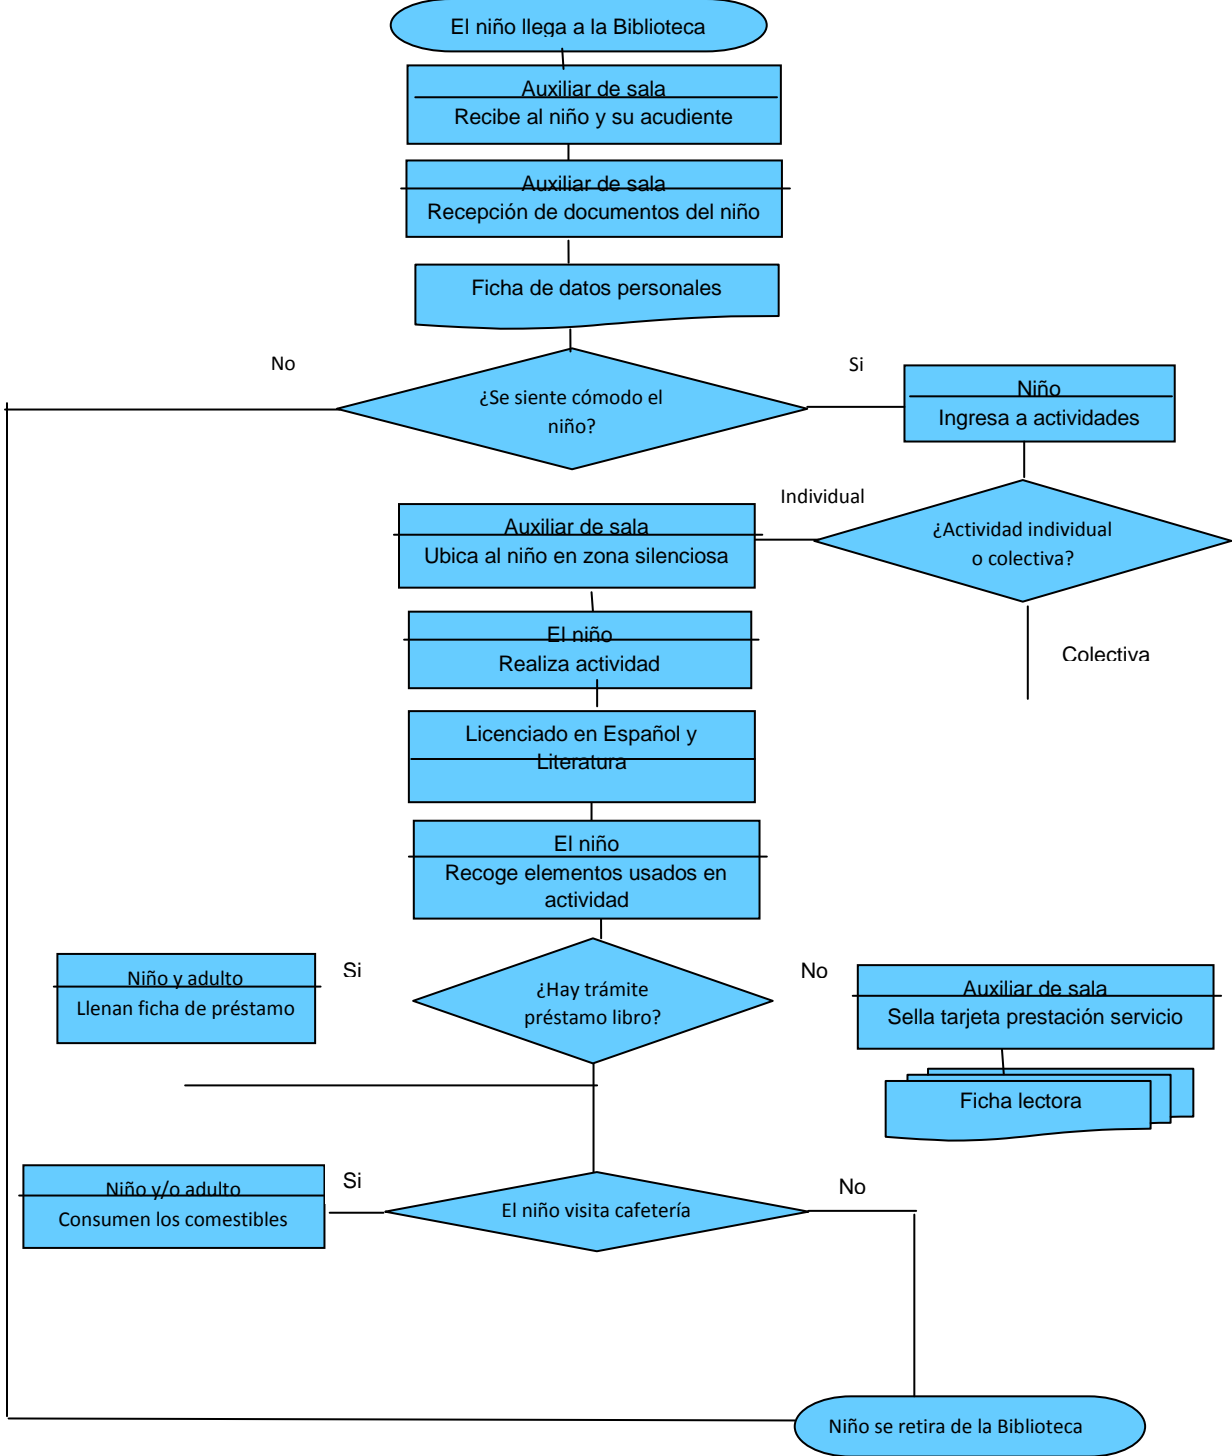 El niño llega a la Biblioteca
Auxiliar de sala
Recibe al niño y su acudiente
Auxiliar de sala
Recepción de documentos del niño
Ficha de datos personales
No
Si
¿Se siente cómodo el
niño?
Niño
Ingresa a actividades
Individual
¿Actividad individual
o colectiva?
Auxiliar de sala
Ubica al niño en zona silenciosa
El niño
Realiza actividad
Colectiva
Licenciado en Español y
Literatura
El niño
Recoge elementos usados en
actividad
Niño y adulto
Llenan ficha de préstamo
Si
¿Hay trámite
préstamo libro?
No
Auxiliar de sala
Sella tarjeta prestación servicio
Ficha lectora
Niño y/o adulto
Consumen los comestibles
Si
El niño visita cafetería
No
Niño se retira de la Biblioteca